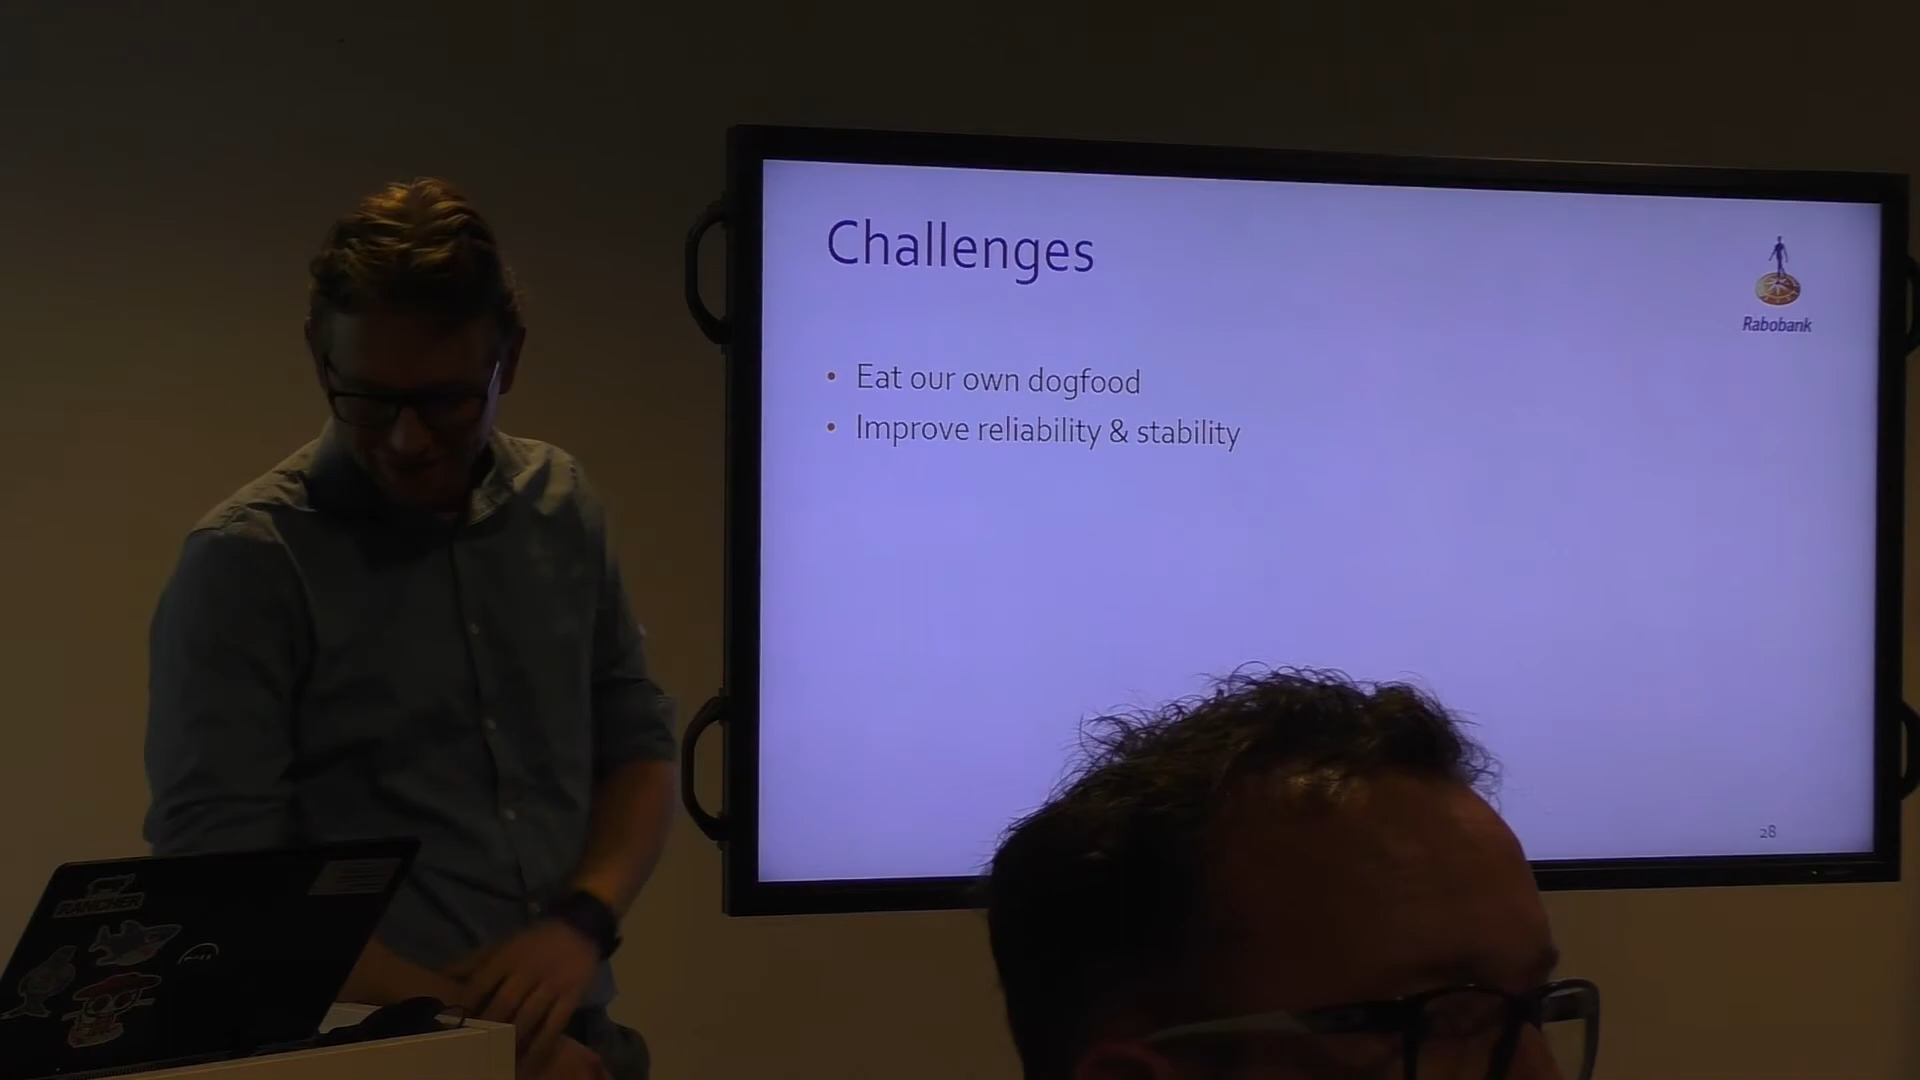 Challenges
Rabobank
• Eat our own dogfood
• Improve reliability & stability
28
RANCHER